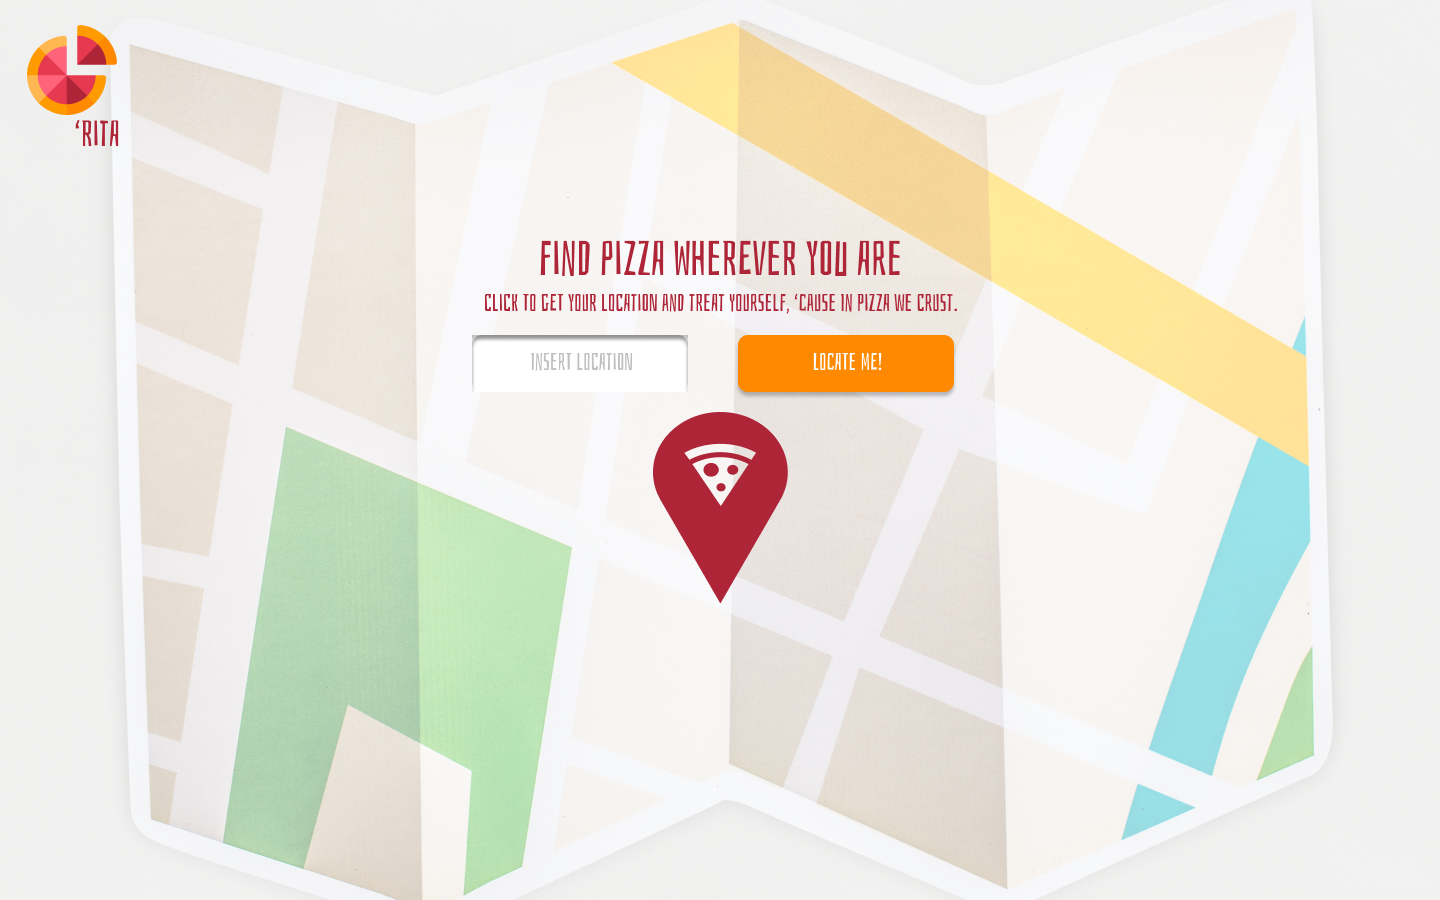 ‘RITA
FIND PIZZA WHEREVER YOU ARE
CLICK TO GET YOUR LOCATION AND TREAT YOURSELF, ‘CAUSE IN PIZZA WE CRUST.
INSERT LOCATION
LOCATE ME!